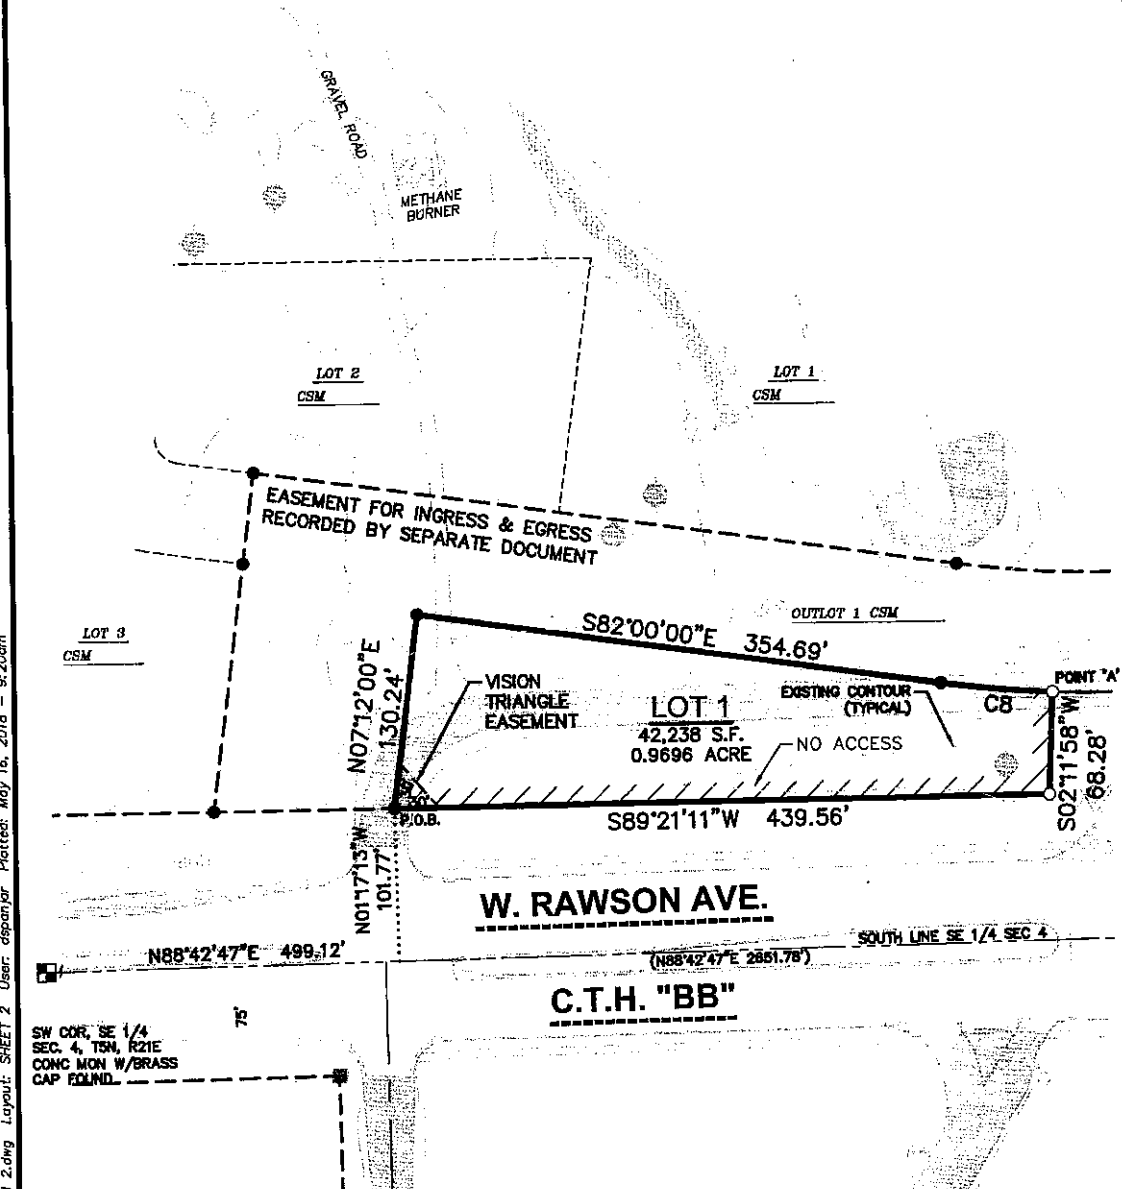 GRAVEL ROAD
METHANE
BURNER
LOT 2
CSM
LOT 1
CSM
EASEMENT FOR INGRESS & EGRESS
RECORDED BY SEPARATE DOCUMENT
OUTLOT 1 CSM
LOT 3
CSM
S82°00'00"E 354.69'
N07°12'00"E
130.24'
VISION
TRIANGLE
EASEMENT
LOT 1
42,238 S.F.
0.9696 ACRE
EXISTING CONTOUR
(TYPICAL)
C8
POINT "A"
NO ACCESS
S02°11'58"W
68.28'
30'
P.O.B.
S89°21'11"W 439.56'
N01°17'13"W
101.77'
W. RAWSON AVE.
N88°42'47"E 499.12'
SOUTH LINE SE 1/4 SEC 4
(N88°42'47"E 2651.78')
C.T.H. "BB"
75'
SW COR, SE 1/4
SEC. 4, T5N, R21E
CONC MON W/BRASS
CAP FOUND
2.dwg Layout: SHEET 2 User: dspanjar Plotted: May 16, 2018 - 9:20am